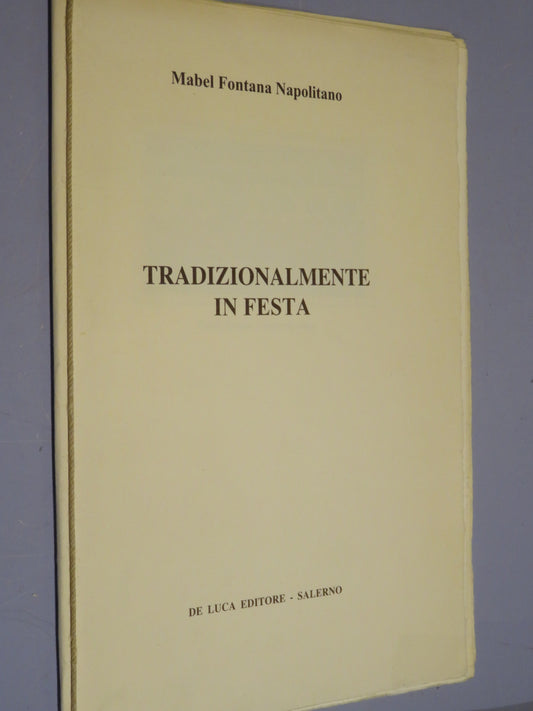 Mabel Fontana Napolitano
TRADIZIONALMENTE
IN FESTA
DE LUCA EDITORE - SALERNO